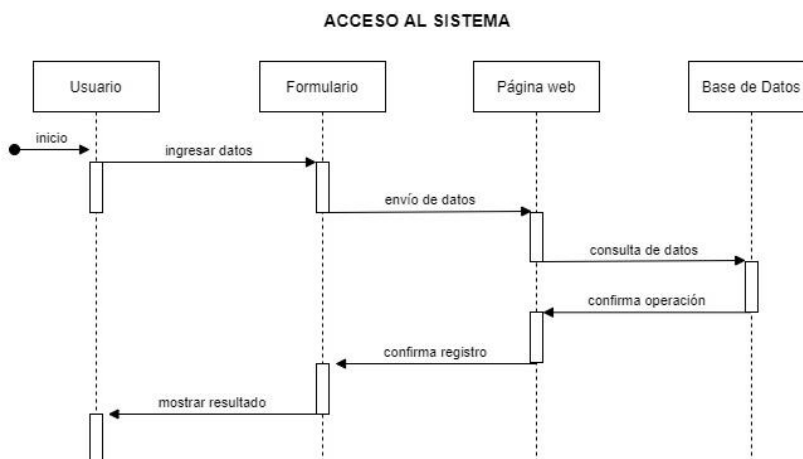 ACCESO AL SISTEMA
Usuario
Formulario
Página web
Base de Datos
inicio
ingresar datos
envío de datos
consulta de datos
confirma operación
confirma registro
mostrar resultado